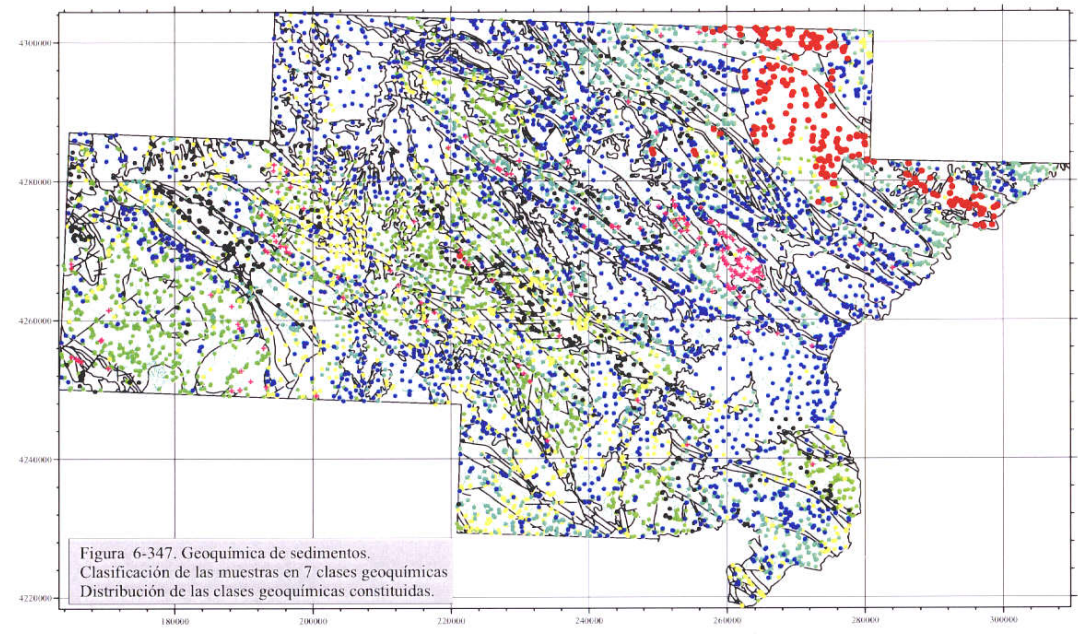 4300000
4280000
4260000
4240000
4220000
Figura 6-347. Geoquímica de sedimentos.
Clasificación de las muestras en 7 clases geoquímicas
Distribución de las clases geoquímicas constituidas.
180000 200000 220000 240000 260000 280000 300000